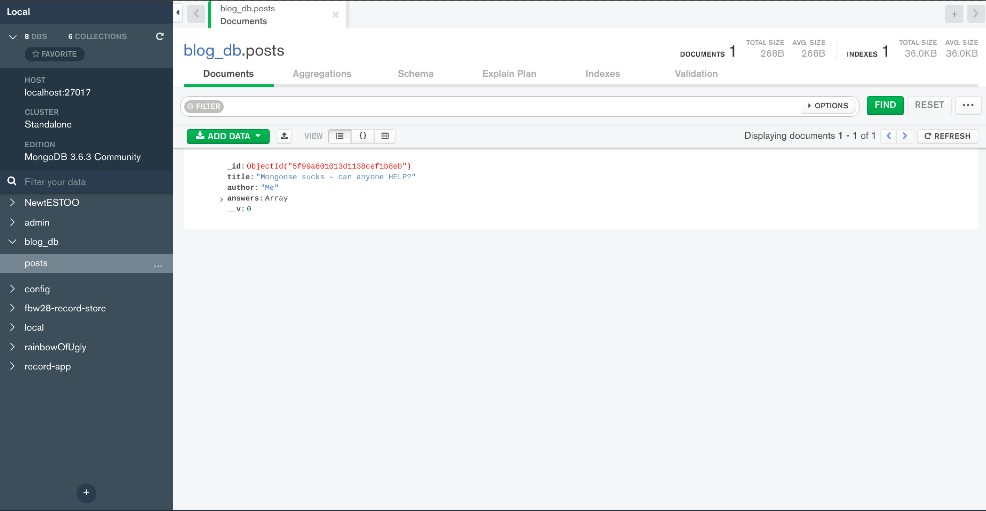 Local
8 DBS 6 COLLECTIONS
☆ FAVORITE
HOST
localhost:27017
CLUSTER
Standalone
EDITION
MongoDB 3.6.3 Community
Filter your data
NewtESTOO
admin
blog_db
posts ...
config
fbw28-record-store
local
rainbowOfUgly
record-app
+
blog_db.posts
Documents
blog_db.posts
DOCUMENTS 1 TOTAL SIZE 268B AVG. SIZE 268B INDEXES 1 TOTAL SIZE 36.0KB AVG. SIZE 36.0KB
Documents Aggregations Schema Explain Plan Indexes Validation
FILTER OPTIONS FIND RESET ...
ADD DATA VIEW {} Displaying documents 1 - 1 of 1 < > REFRESH
title: "Mongoose sucks - can anyone HELP?"
author: "Me"
answers: Array
__v: 0